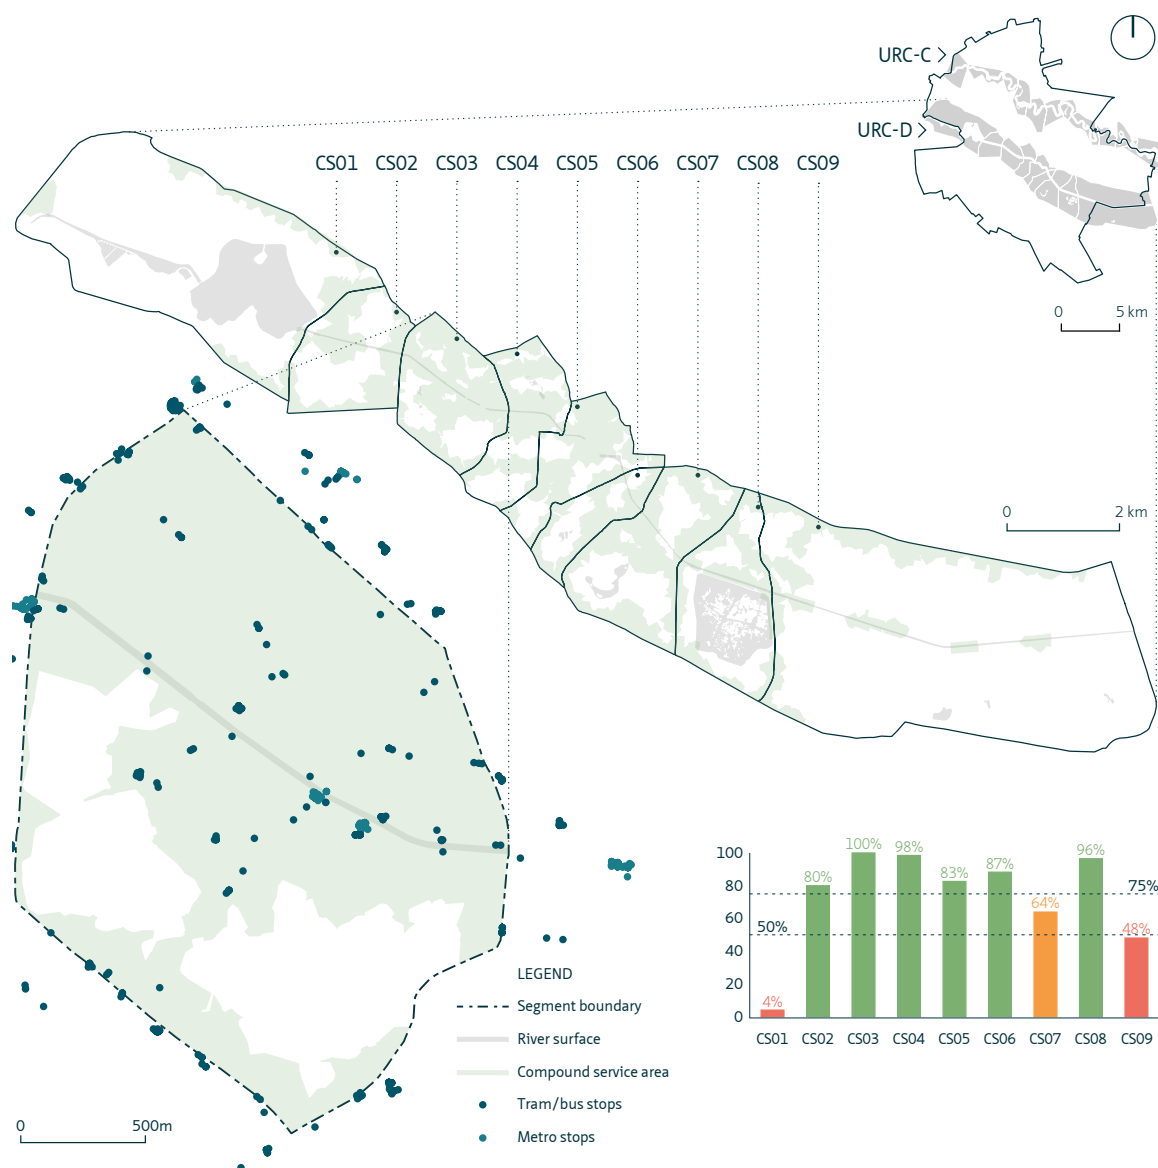 URC-C
URC-D
0 5 km
CS01 CS02 CS03 CS04 CS05 CS06 CS07 CS08 CS09
0 2 km
LEGEND
Segment boundary
River surface
Compound service area
Tram/bus stops
Metro stops
0 500m
100
80
60
40
20
0
75%
50%
4%
80%
100%
98%
83%
87%
64%
96%
48%
CS01 CS02 CS03 CS04 CS05 CS06 CS07 CS08 CS09